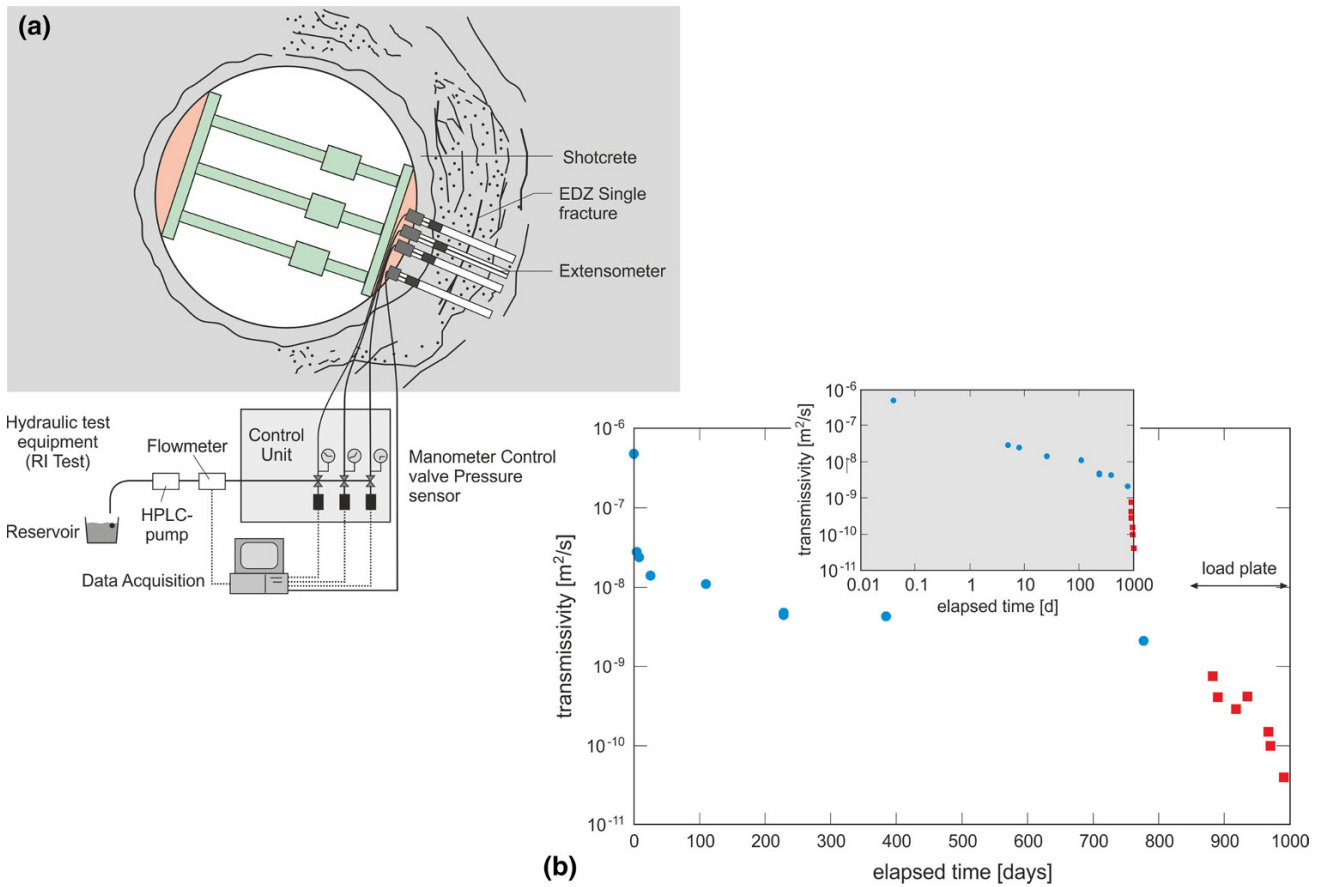 (a)
Shotcrete
EDZ Single
fracture
Extensometer
Hydraulic test
equipment
(RI Test)
Flowmeter
Control
Unit
Manometer Control
valve Pressure
sensor
Reservoir
HPLC-
pump
Data Acquisition
(b)
transmissivity [m²/s]
10⁻⁶
10⁻⁷
10⁻⁸
10⁻⁹
10⁻¹⁰
10⁻¹¹
0.01
0.1
1
10
100
1000
elapsed time [d]
load plate
transmissivity [m²/s]
10⁻⁶
10⁻⁷
10⁻⁸
10⁻⁹
10⁻¹⁰
10⁻¹¹
0
100
200
300
400
500
600
700
800
900
1000
elapsed time [days]